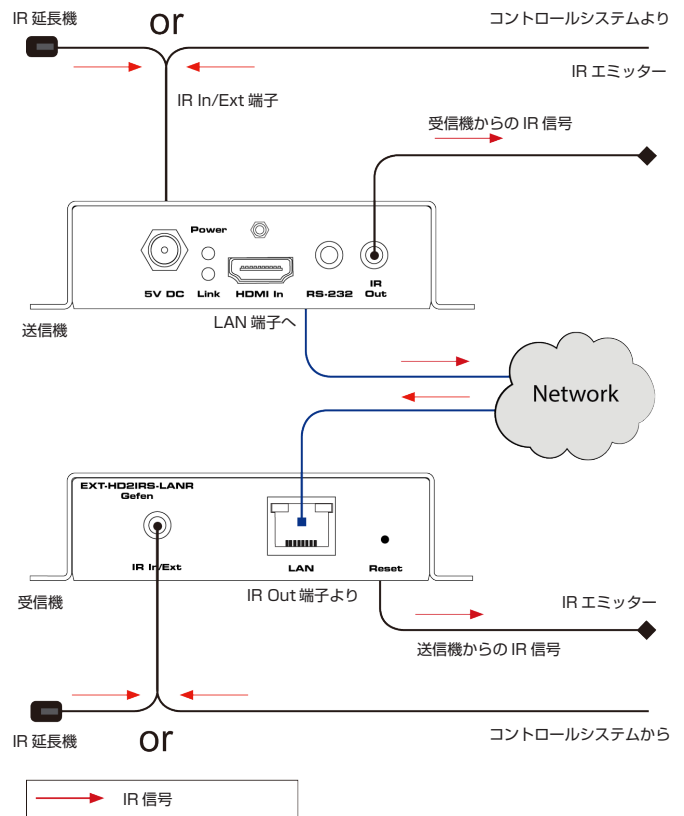 IR 延長機
or
コントロールシステムより
IR エミッター
IR In/Ext 端子
受信機からの IR 信号
Power
5V DC
Link
HDMI In
RS-232
IR
Out
送信機
LAN 端子へ
Network
EXT-HD2IRS-LANR
Gefen
IR In/Ext
LAN
Reset
受信機
IR Out 端子より
IR エミッター
送信機からの IR 信号
IR 延長機
or
コントロールシステムから
IR 信号